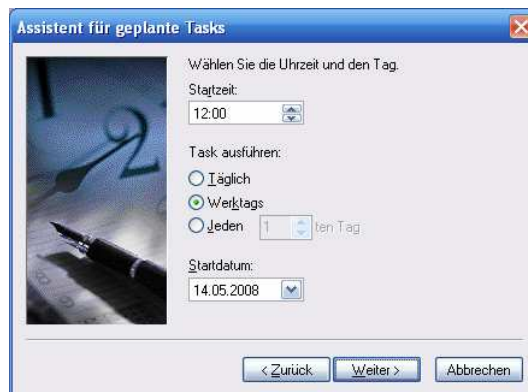 Assistent für geplante Tasks
Wählen Sie die Uhrzeit und den Tag.
Startzeit:
12:00
Task ausführen:
Täglich
Werktags
Jeden 1 ten Tag
Startdatum:
14.05.2008
< Zurück Weiter > Abbrechen